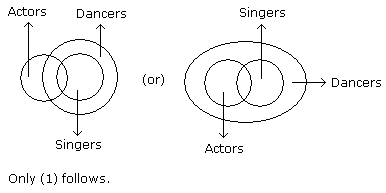 Actors Dancers
Singers
(or)
Singers
Dancers
Actors
Only (1) follows.